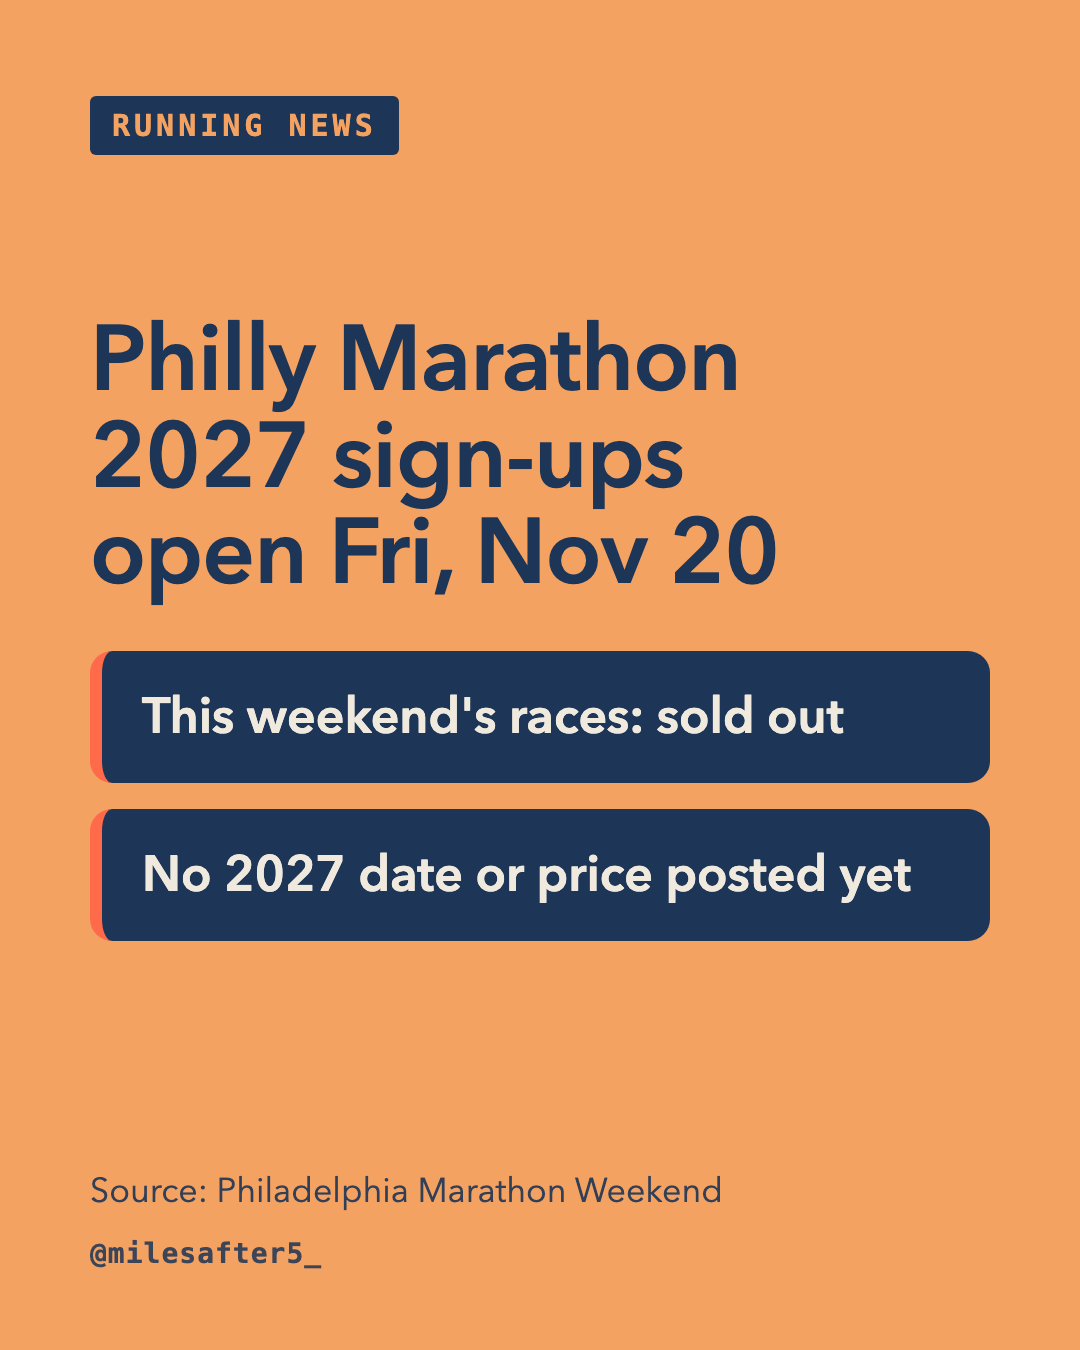 RUNNING NEWS
Philly Marathon
2027 sign-ups
open Fri, Nov 20
This weekend's races: sold out
No 2027 date or price posted yet
Source: Philadelphia Marathon Weekend
@milesafter5_